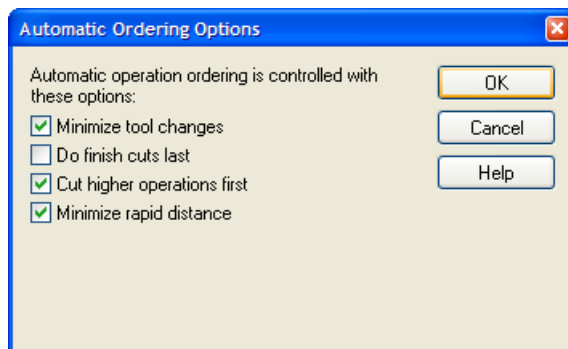 Automatic Ordering Options
Automatic operation ordering is controlled with
these options:
Minimize tool changes
Do finish cuts last
Cut higher operations first
Minimize rapid distance
OK
Cancel
Help